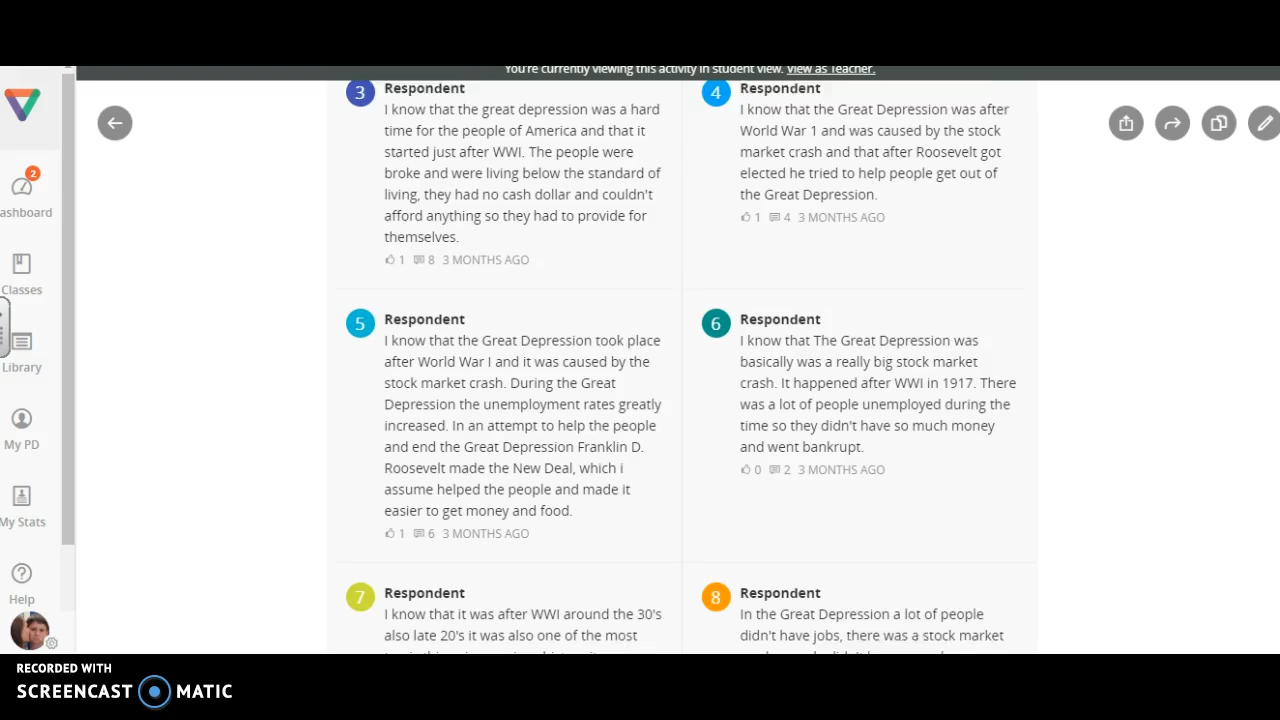 You're currently viewing this activity in student view. View as Teacher.
2
ashboard
Classes
Library
My PD
My Stats
Help
3
Respondent
I know that the great depression was a hard
time for the people of America and that it
started just after WWI. The people were
broke and were living below the standard of
living, they had no cash dollar and couldn't
afford anything so they had to provide for
themselves.
1 8 3 MONTHS AGO
4
Respondent
I know that the Great Depression was after
World War 1 and was caused by the stock
market crash and that after Roosevelt got
elected he tried to help people get out of
the Great Depression.
1 4 3 MONTHS AGO
5
Respondent
I know that the Great Depression took place
after World War I and it was caused by the
stock market crash. During the Great
Depression the unemployment rates greatly
increased. In an attempt to help the people
and end the Great Depression Franklin D.
Roosevelt made the New Deal, which i
assume helped the people and made it
easier to get money and food.
1 6 3 MONTHS AGO
6
Respondent
I know that The Great Depression was
basically was a really big stock market
crash. It happened after WWI in 1917. There
was a lot of people unemployed during the
time so they didn't have so much money
and went bankrupt.
0 2 3 MONTHS AGO
7
Respondent
I know that it was after WWI around the 30's
also late 20's it was also one of the most
8
Respondent
In the Great Depression a lot of people
didn't have jobs, there was a stock market
RECORDED WITH
SCREENCAST MATIC